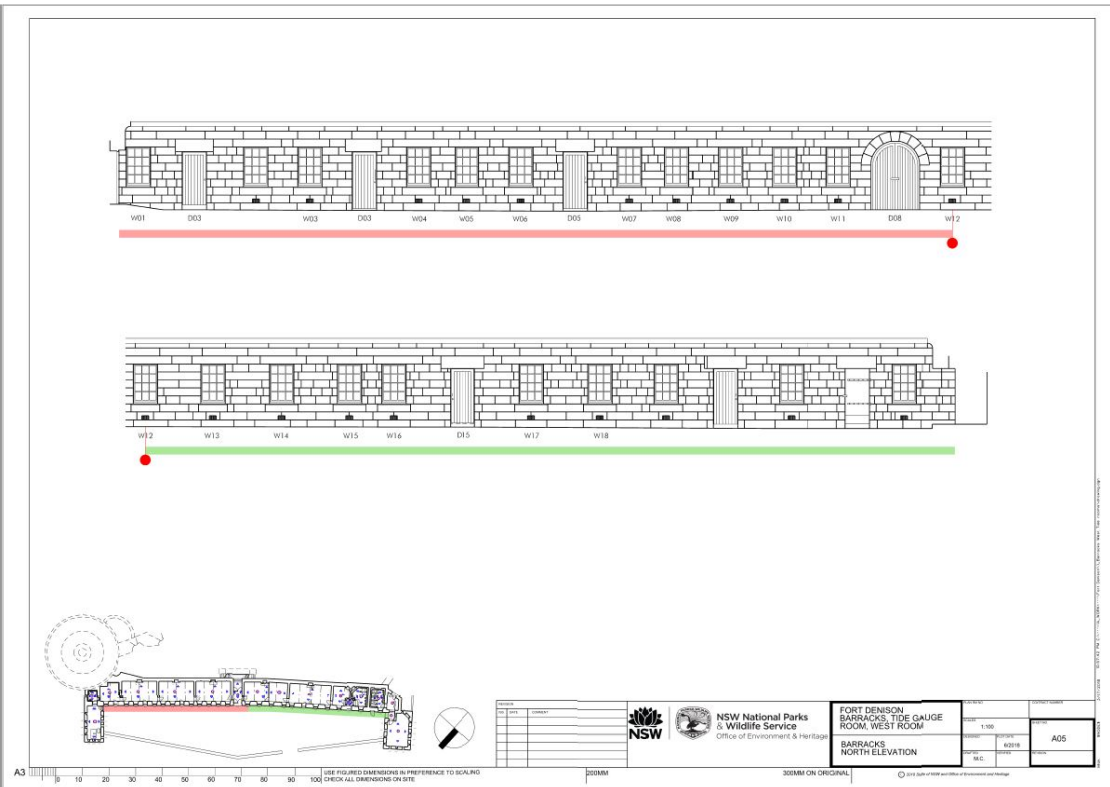 W01 D03 W03 D03 W04 W05 W06 D05 W07 W08 W09 W10 W11 D08 W12
W12 W13 W14 W15 W16 D15 W17 W18
NSW
NSW National Parks
& Wildlife Service
Office of Environment & Heritage
FORT DENISON
BARRACKS, TIDE GAUGE
ROOM, WEST ROOM
BARRACKS
NORTH ELEVATION
1:100
6/2018
M.C.
A05
A3
0 10 20 30 40 50 60 70 80 90 100
USE FIGURED DIMENSIONS IN PREFERENCE TO SCALING
CHECK ALL DIMENSIONS ON SITE
200MM
300MM ON ORIGINAL